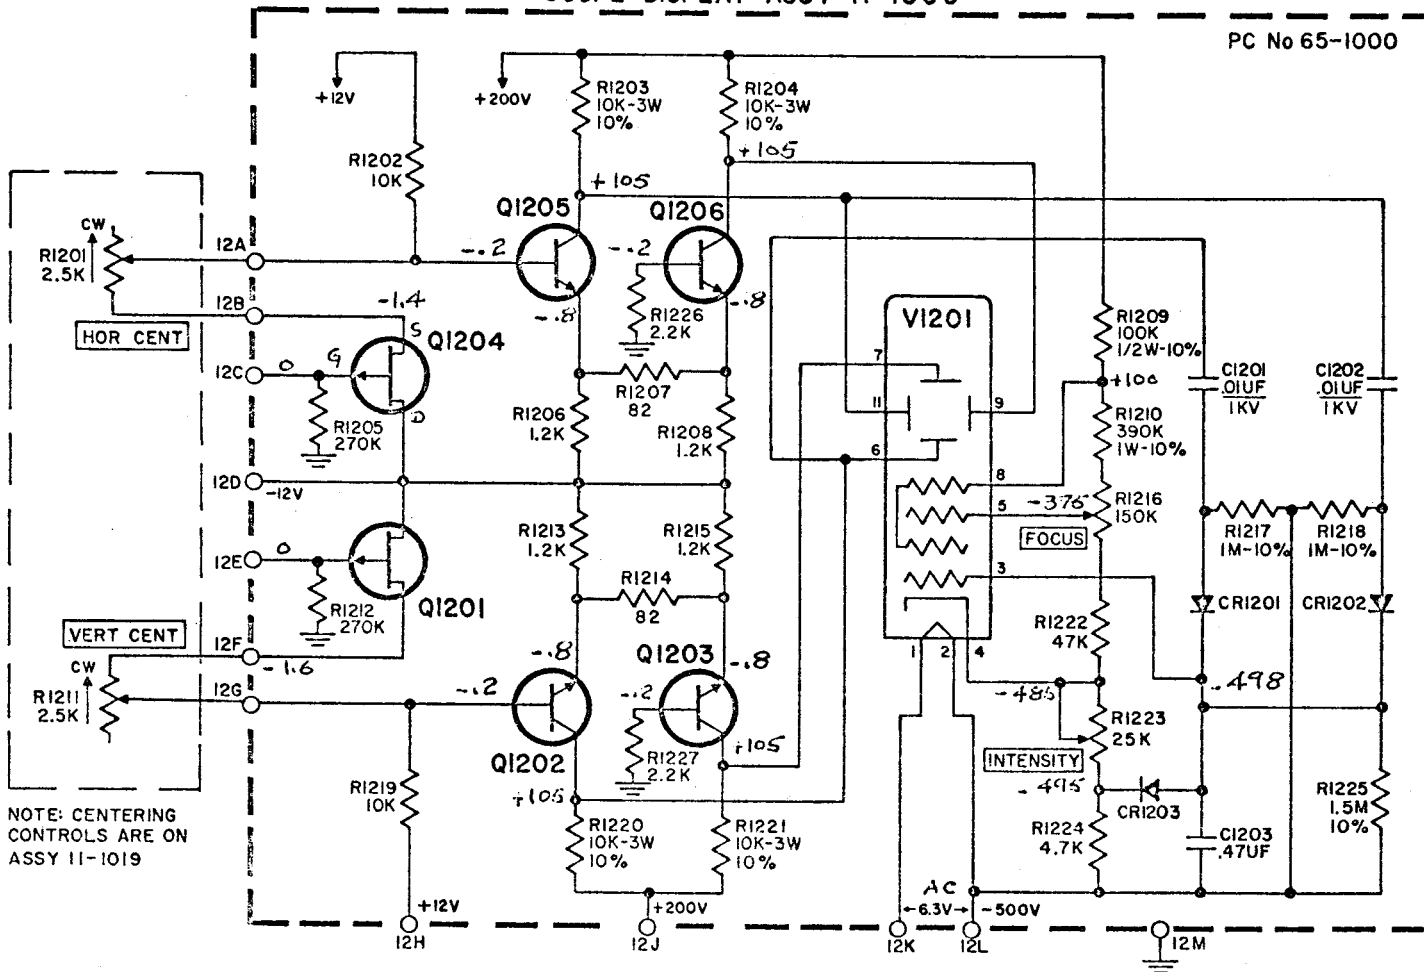 PC No 65-1000
+12V
+200V
R1203
10K-3W
10%
R1204
10K-3W
10%
R1202
10K
+105
+105
Q1205
Q1206
CW
R1201
2.5K
12A
-.2
-.2
12B
HOR CENT
-1.4
S
Q1204
-.8
-.8
R1226
2.2K
12C
0
G
D
R1205
270K
R1207
82
R1206
1.2K
R1208
1.2K
12D
-12V
V1201
7
11
9
6
8
5
3
1
2
4
R1209
100K
1/2W-10%
+100
R1210
390K
1W-10%
-375
R1216
150K
FOCUS
C1201
.01UF
1KV
C1202
.01UF
1KV
R1217
1M-10%
R1218
1M-10%
CR1201
CR1202
R1213
1.2K
R1215
1.2K
12E
0
R1214
82
R1212
270K
Q1201
VERT CENT
12F
-1.6
CW
R1211
2.5K
12G
-.2
-.8
Q1203
-.8
-.2
R1222
47K
-485
-498
R1223
25K
INTENSITY
-495
CR1203
R1224
4.7K
C1203
.47UF
R1225
1.5M
10%
Q1202
R1227
2.2K
+105
+105
R1219
10K
R1220
10K-3W
10%
R1221
10K-3W
10%
NOTE: CENTERING
CONTROLS ARE ON
ASSY 11-1019
+12V
12H
+200V
12J
AC
6.3V
-500V
12K
12L
12M